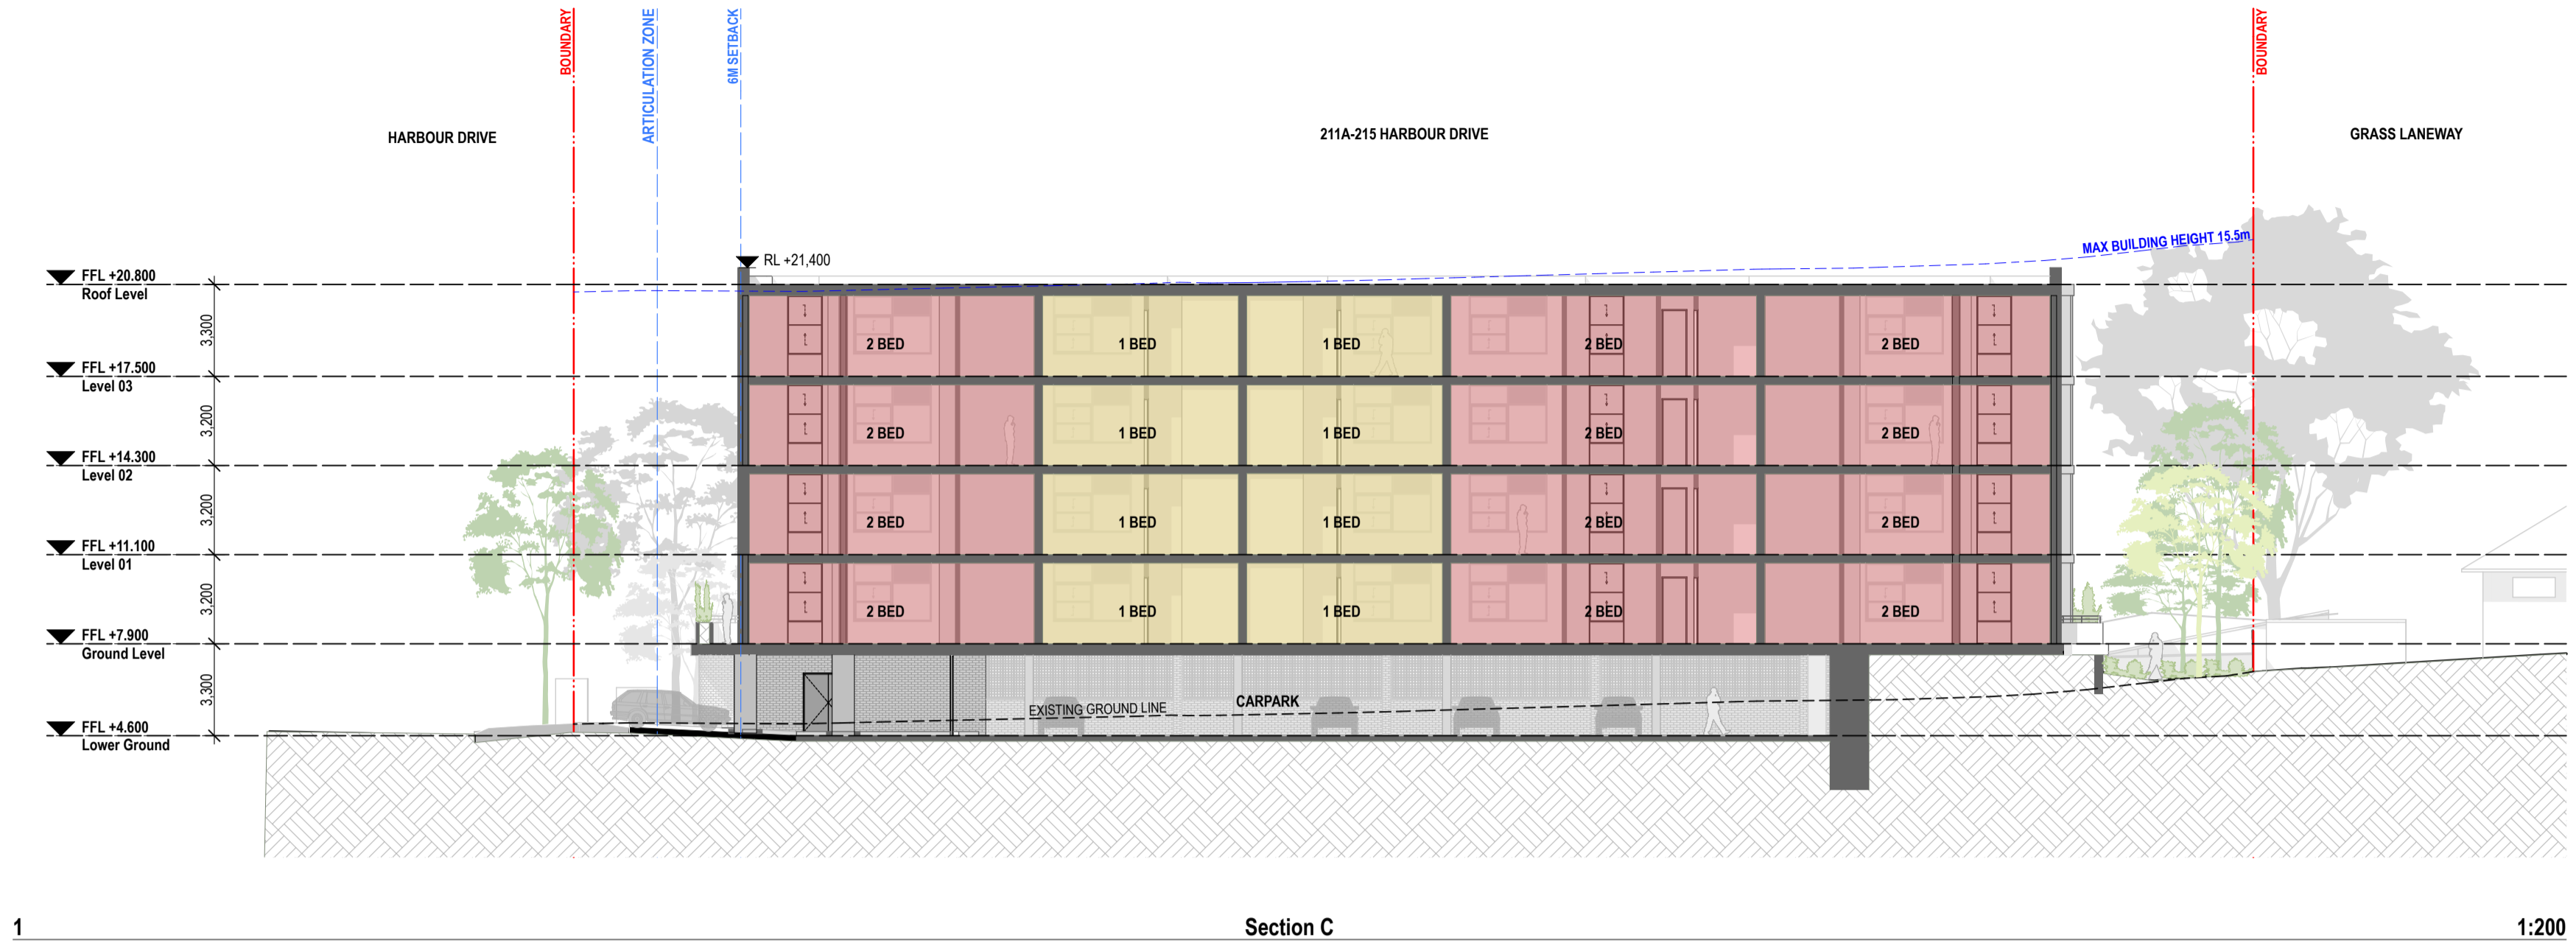 BOUNDARY
ARTICULATION ZONE
6M SETBACK
BOUNDARY
HARBOUR DRIVE
211A-215 HARBOUR DRIVE
GRASS LANEWAY
MAX BUILDING HEIGHT 15.5m
RL +21,400
FFL +20.800
Roof Level
3,300
2 BED
1 BED
1 BED
2 BED
2 BED
FFL +17.500
Level 03
3,200
2 BED
1 BED
1 BED
2 BED
2 BED
FFL +14.300
Level 02
3,200
2 BED
1 BED
1 BED
2 BED
2 BED
FFL +11.100
Level 01
3,200
2 BED
1 BED
1 BED
2 BED
2 BED
FFL +7.900
Ground Level
3,300
EXISTING GROUND LINE
CARPARK
FFL +4.600
Lower Ground
1
Section C
1:200